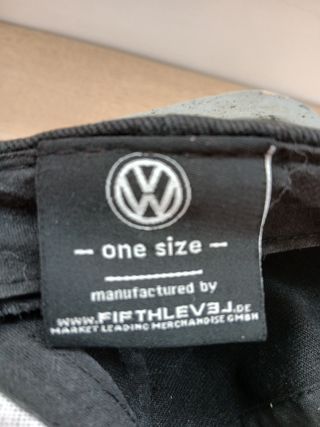 - one size -
manufactured by
www.FIFTHLEVEL.DE
MARKET LEADING MERCHANDISE GMBH